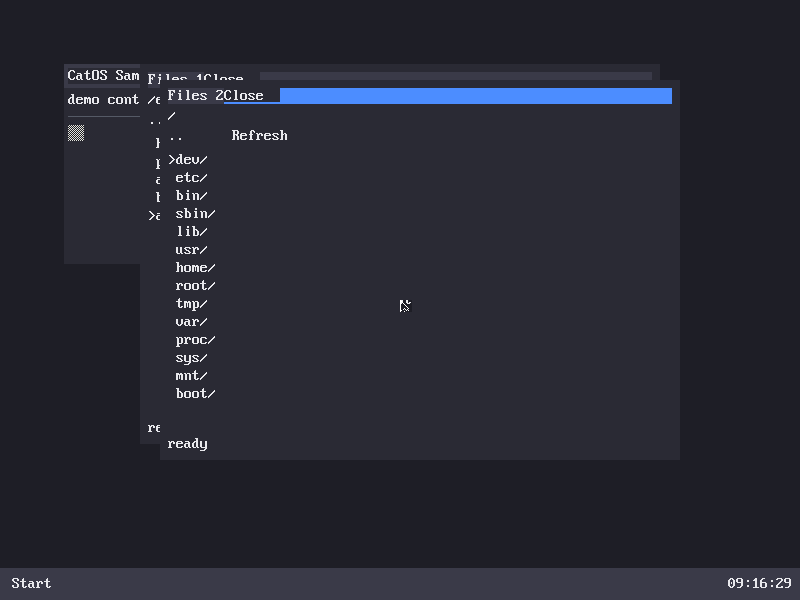 CatOS Sam
demo cont
Files 1Close
/e
..
>a
re
Files 2Close
/
.. Refresh
>dev/
etc/
bin/
sbin/
lib/
usr/
home/
root/
tmp/
var/
proc/
sys/
mnt/
boot/
ready
Start 09:16:29